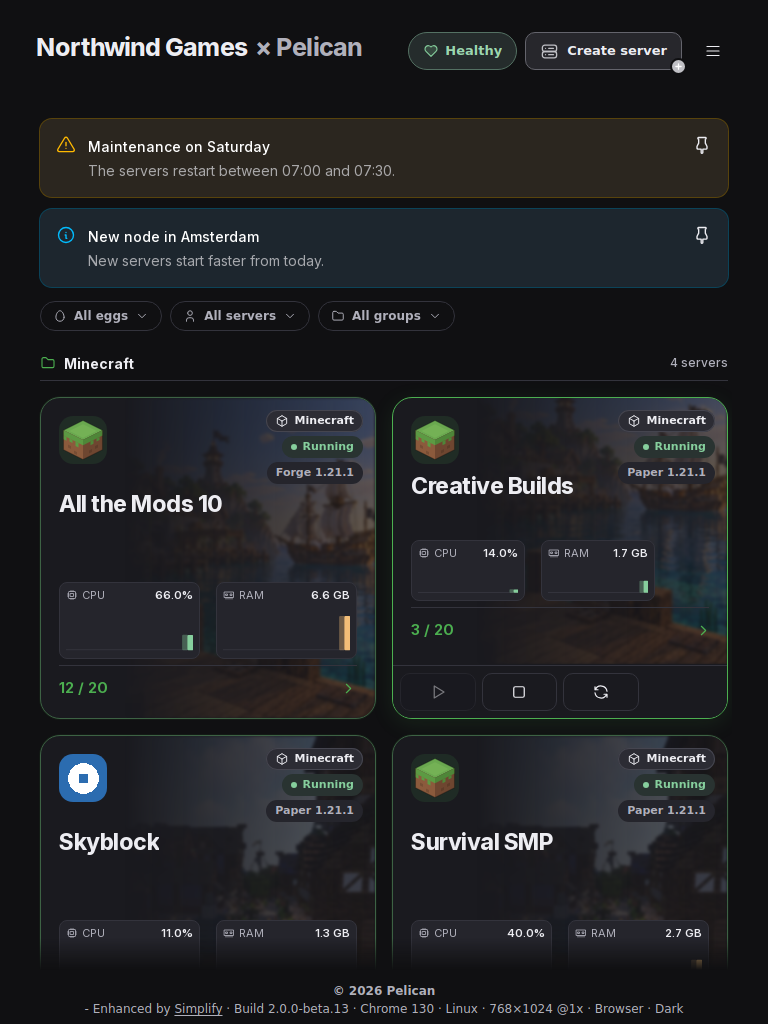 Northwind Games × Pelican
Healthy
Create server
Maintenance on Saturday
The servers restart between 07:00 and 07:30.
New node in Amsterdam
New servers start faster from today.
All eggs
All servers
All groups
Minecraft
4 servers
Minecraft
Running
Forge 1.21.1
All the Mods 10
CPU 66.0%
RAM 6.6 GB
12 / 20
Minecraft
Running
Paper 1.21.1
Creative Builds
CPU 14.0%
RAM 1.7 GB
3 / 20
Minecraft
Running
Paper 1.21.1
Skyblock
CPU 11.0%
RAM 1.3 GB
Minecraft
Running
Paper 1.21.1
Survival SMP
CPU 40.0%
RAM 2.7 GB
© 2026 Pelican
- Enhanced by Simplify · Build 2.0.0-beta.13 · Chrome 130 · Linux · 768×1024 @1x · Browser · Dark